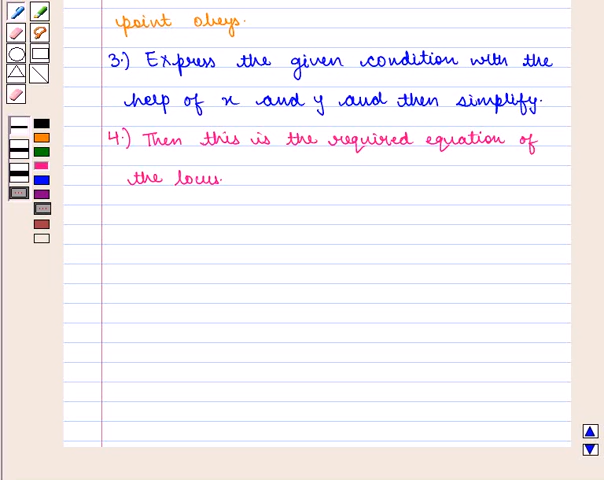 point obeys.
3.) Express the given condition with the
help of x and y and then simplify.
4.) Then this is the required equation of
the locus.